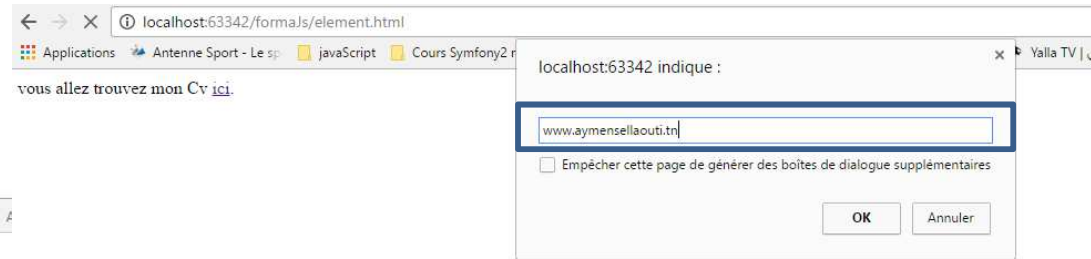 localhost:63342/formaJs/element.html
Applications Antenne Sport - Le sp javaScript Cours Symfony2 r Yalla TV |
localhost:63342 indique :
vous allez trouvez mon Cv ici.
www.aymensellaouti.tn
Empêcher cette page de générer des boîtes de dialogue supplémentaires
OK Annuler